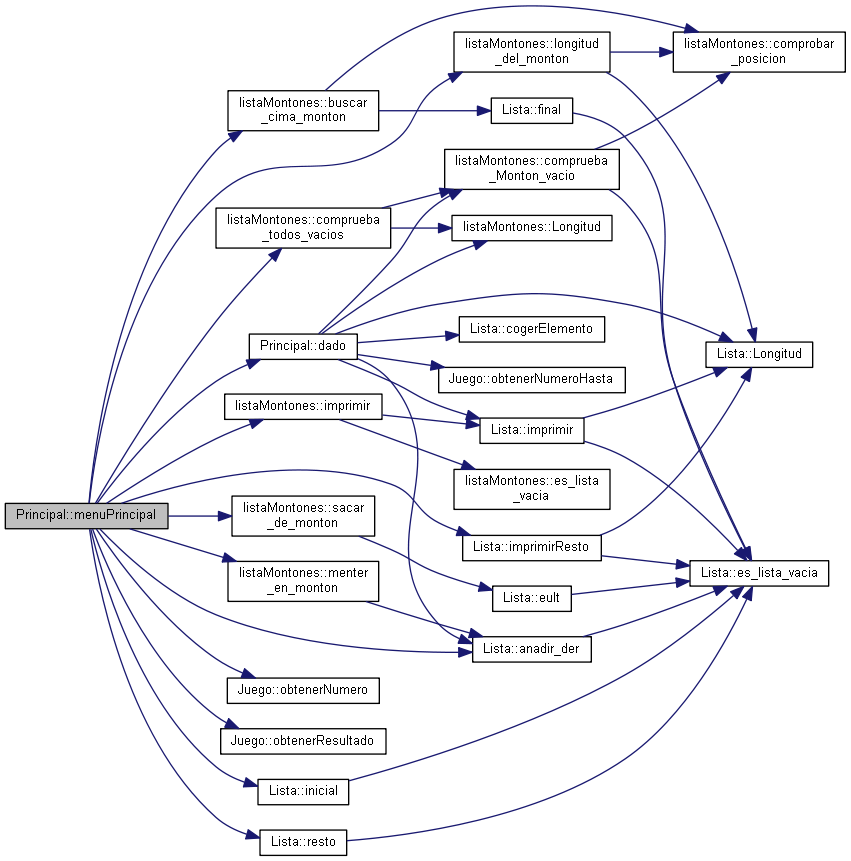 listaMontones::longitud
_del_monton
listaMontones::comprobar
_posicion
listaMontones::buscar
_cima_monton
Lista::final
listaMontones::comprueba
_Monton_vacio
listaMontones::comprueba
_todos_vacios
listaMontones::Longitud
Lista::cogerElemento
Principal::dado
Lista::Longitud
Juego::obtenerNumeroHasta
listaMontones::imprimir
Lista::imprimir
listaMontones::es_lista
_vacia
Principal::menuPrincipal
listaMontones::sacar
_de_monton
Lista::imprimirResto
listaMontones::menter
_en_monton
Lista::es_lista_vacia
Lista::eult
Lista::anadir_der
Juego::obtenerNumero
Juego::obtenerResultado
Lista::inicial
Lista::resto